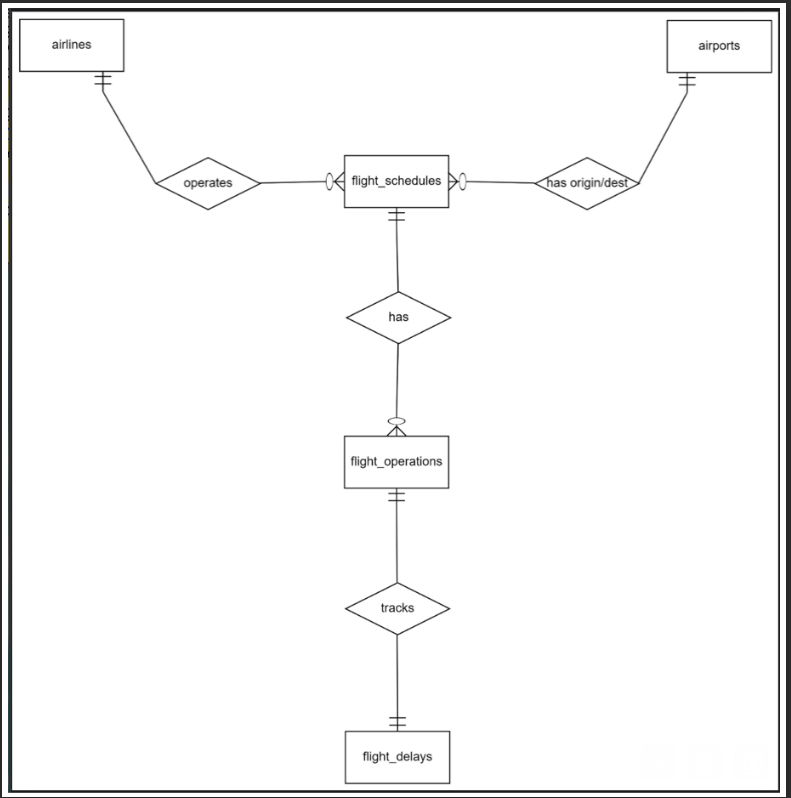 airlines
airports
operates
flight_schedules
has origin/dest
has
flight_operations
tracks
flight_delays